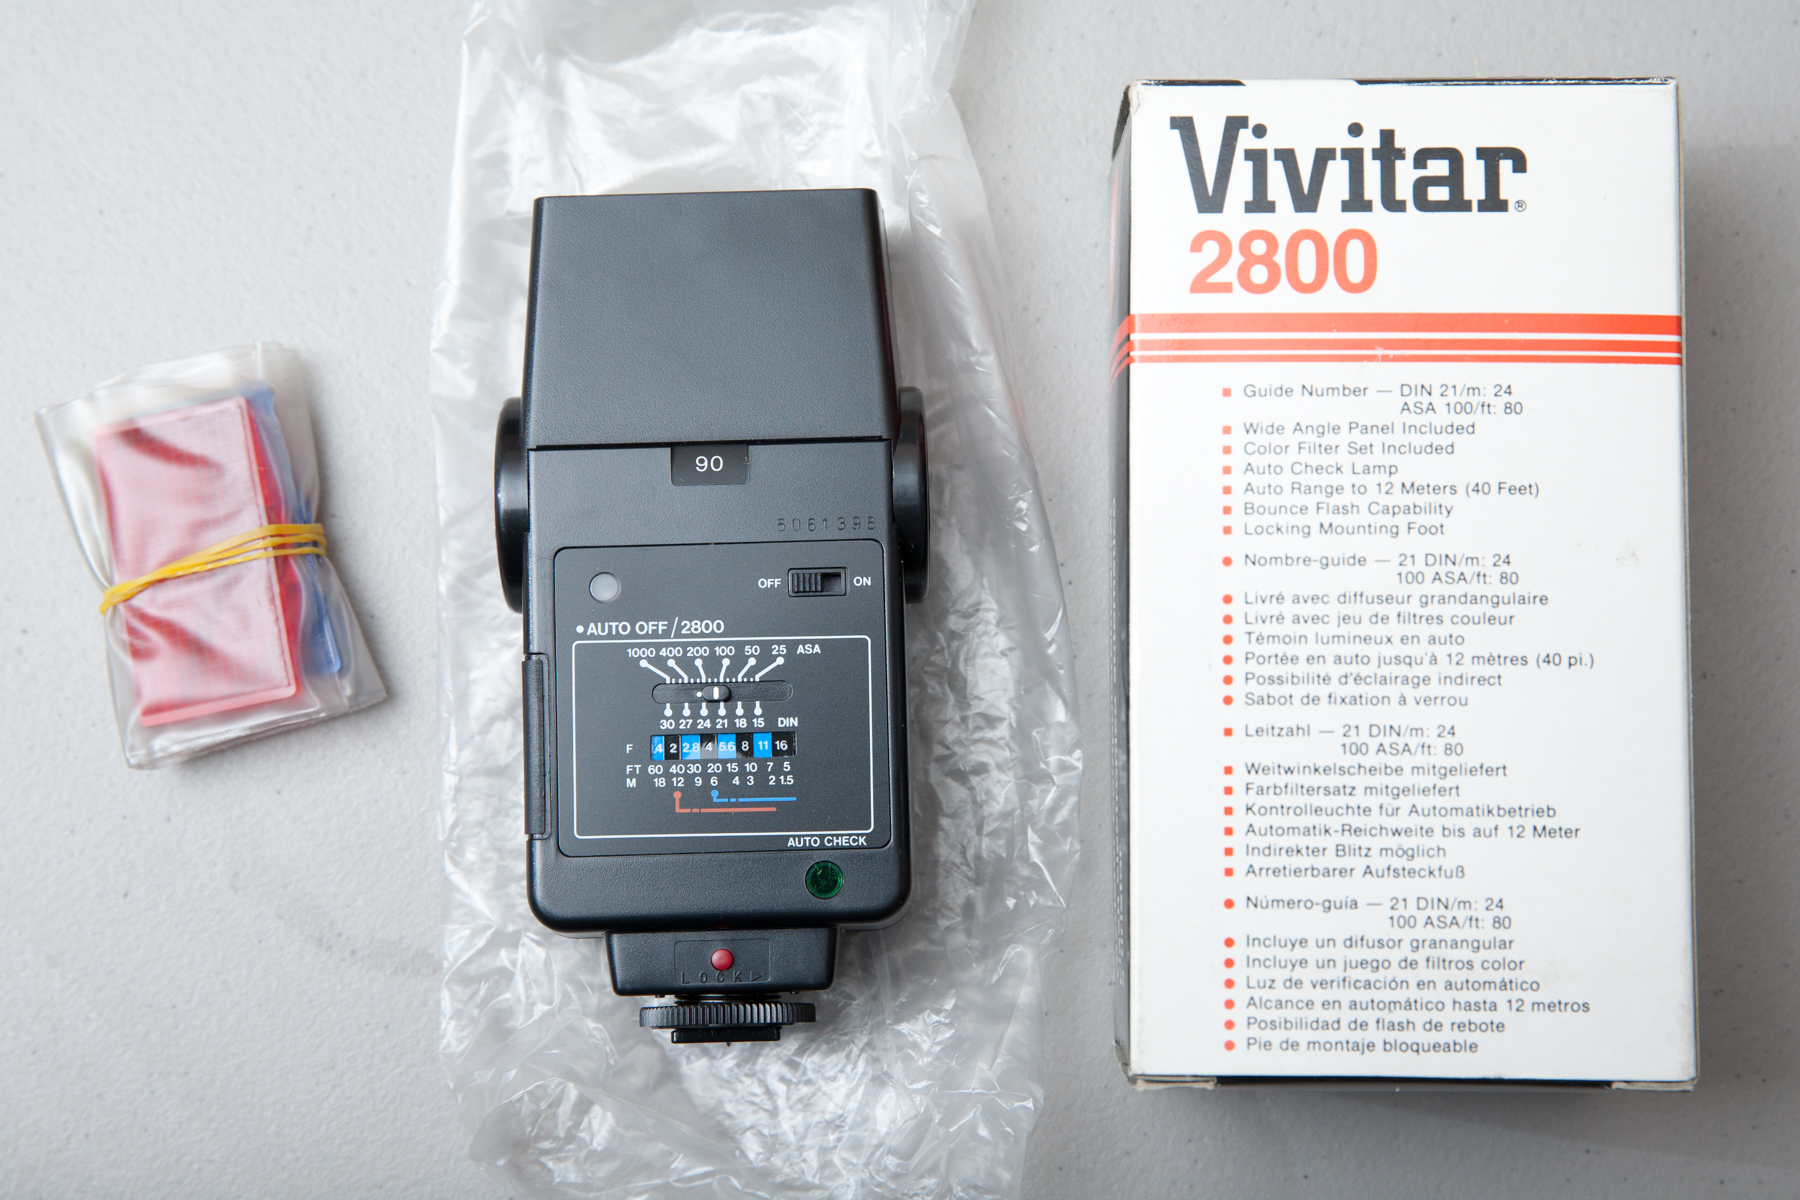 90
5061398
OFF ON
•AUTO OFF/2800
1000 400 200 100 50 25 ASA
30 27 24 21 18 15 DIN
F .4 2 2.8 4 5.6 8 11 16
FT 60 40 30 20 15 10 7 5
M 18 12 9 6 4 3 2 1.5
AUTO CHECK
LOCK
Vivitar®
2800
Guide Number — DIN 21/m: 24
ASA 100/ft: 80
Wide Angle Panel Included
Color Filter Set Included
Auto Check Lamp
Auto Range to 12 Meters (40 Feet)
Bounce Flash Capability
Locking Mounting Foot
Nombre-guide — 21 DIN/m: 24
100 ASA/ft: 80
Livré avec diffuseur grandangulaire
Livré avec jeu de filtres couleur
Témoin lumineux en auto
Portée en auto jusqu'à 12 mètres (40 pi.)
Possibilité d'éclairage indirect
Sabot de fixation à verrou
Leitzahl — 21 DIN/m: 24
100 ASA/ft: 80
Weitwinkelscheibe mitgeliefert
Farbfiltersatz mitgeliefert
Kontrolleuchte für Automatikbetrieb
Automatik-Reichweite bis auf 12 Meter
Indirekter Blitz möglich
Arretierbarer Aufsteckfuß
Número-guía — 21 DIN/m: 24
100 ASA/ft: 80
Incluye un difusor granangular
Incluye un juego de filtros color
Luz de verificación en automático
Alcance en automático hasta 12 metros
Posibilidad de flash de rebote
Pie de montaje bloqueable